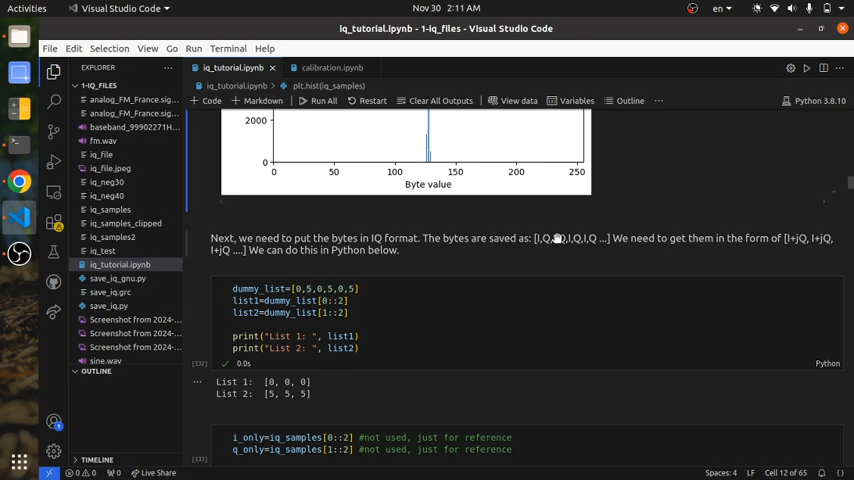 Activities
Visual Studio Code
Nov 30 2:11 AM
en
iq_tutorial.ipynb - 1-iq_files - Visual Studio Code
File Edit Selection View Go Run Terminal Help
EXPLORER
1-IQ_FILES
analog_FM_France.sig...
analog_FM_France.sig...
baseband_99902271H...
fm.wav
iq_file
iq_file.jpeg
iq_neg30
iq_neg40
iq_samples
iq_samples_clipped
iq_samples2
iq_test
iq_tutorial.ipynb
save_iq_gnu.py
save_iq.grc
save_iq.py
Screenshot from 2024-...
Screenshot from 2024-...
Screenshot from 2024-...
sine.wav
OUTLINE
TIMELINE
iq_tutorial.ipynb
calibration.ipynb
iq_tutorial.ipynb > plt.hist(iq_samples)
+ Code + Markdown Run All Restart Clear All Outputs View data Variables Outline ... Python 3.8.10
2000
0
0 50 100 150 200 250
Byte value
Next, we need to put the bytes in IQ format. The bytes are saved as: [I,Q,I,Q,I,Q,I,Q ...] We need to get them in the form of [I+jQ, I+jQ,
I+jQ ....] We can do this in Python below.
dummy_list=[0,5,0,5,0,5]
list1=dummy_list[0::2]
list2=dummy_list[1::2]
print("List 1: ", list1)
print("List 2: ", list2)
[132] 0.0s Python
List 1: [0, 0, 0]
List 2: [5, 5, 5]
i_only=iq_samples[0::2] #not used, just for reference
q_only=iq_samples[1::2] #not used, just for reference
[133]
1
0 0 0 Live Share Spaces: 4 LF Cell 12 of 65